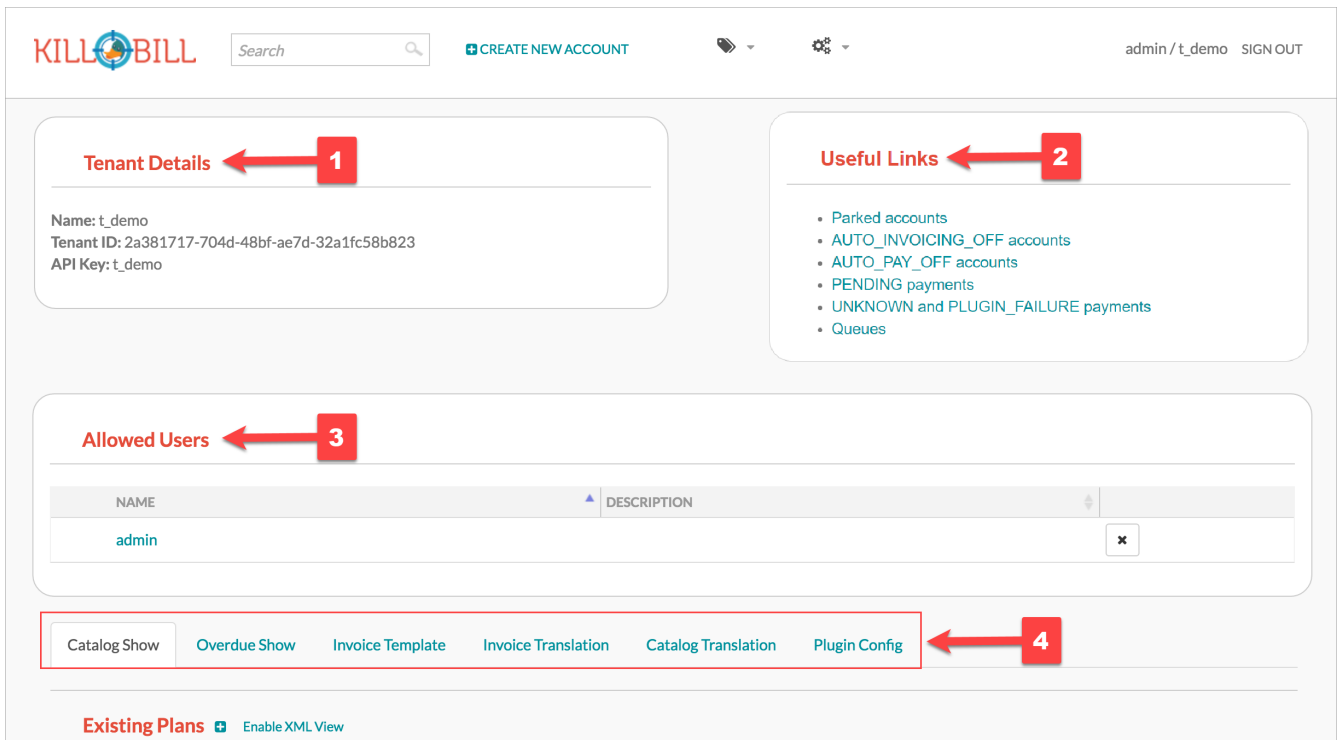 KILL BILL Search CREATE NEW ACCOUNT admin / t_demo SIGN OUT
Tenant Details 1
Name: t_demo
Tenant ID: 2a381717-704d-48bf-ae7d-32a1fc58b823
API Key: t_demo
Useful Links 2
Parked accounts
AUTO_INVOICING_OFF accounts
AUTO_PAY_OFF accounts
PENDING payments
UNKNOWN and PLUGIN_FAILURE payments
Queues
Allowed Users 3
NAME DESCRIPTION
admin
Catalog Show Overdue Show Invoice Template Invoice Translation Catalog Translation Plugin Config 4
Existing Plans Enable XML View